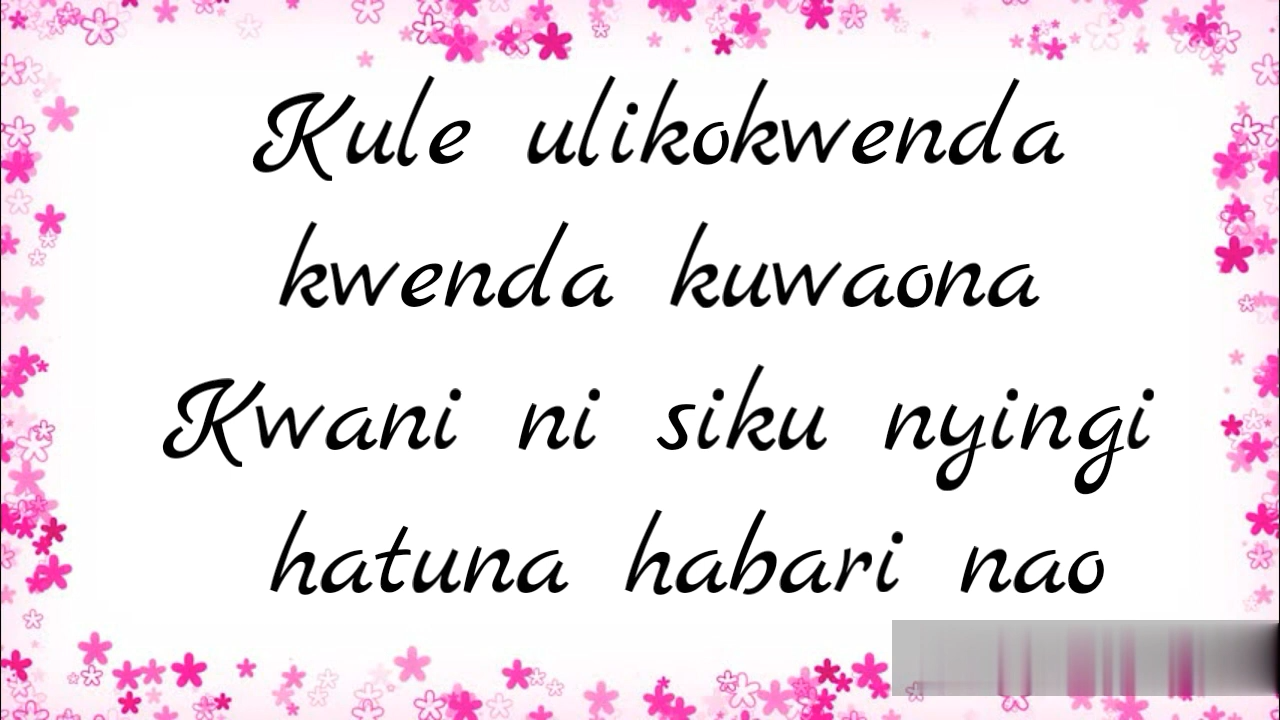 Kule ulikokwenda
kwenda kuwaona
Kwani ni siku nyingi
hatuna habari nao